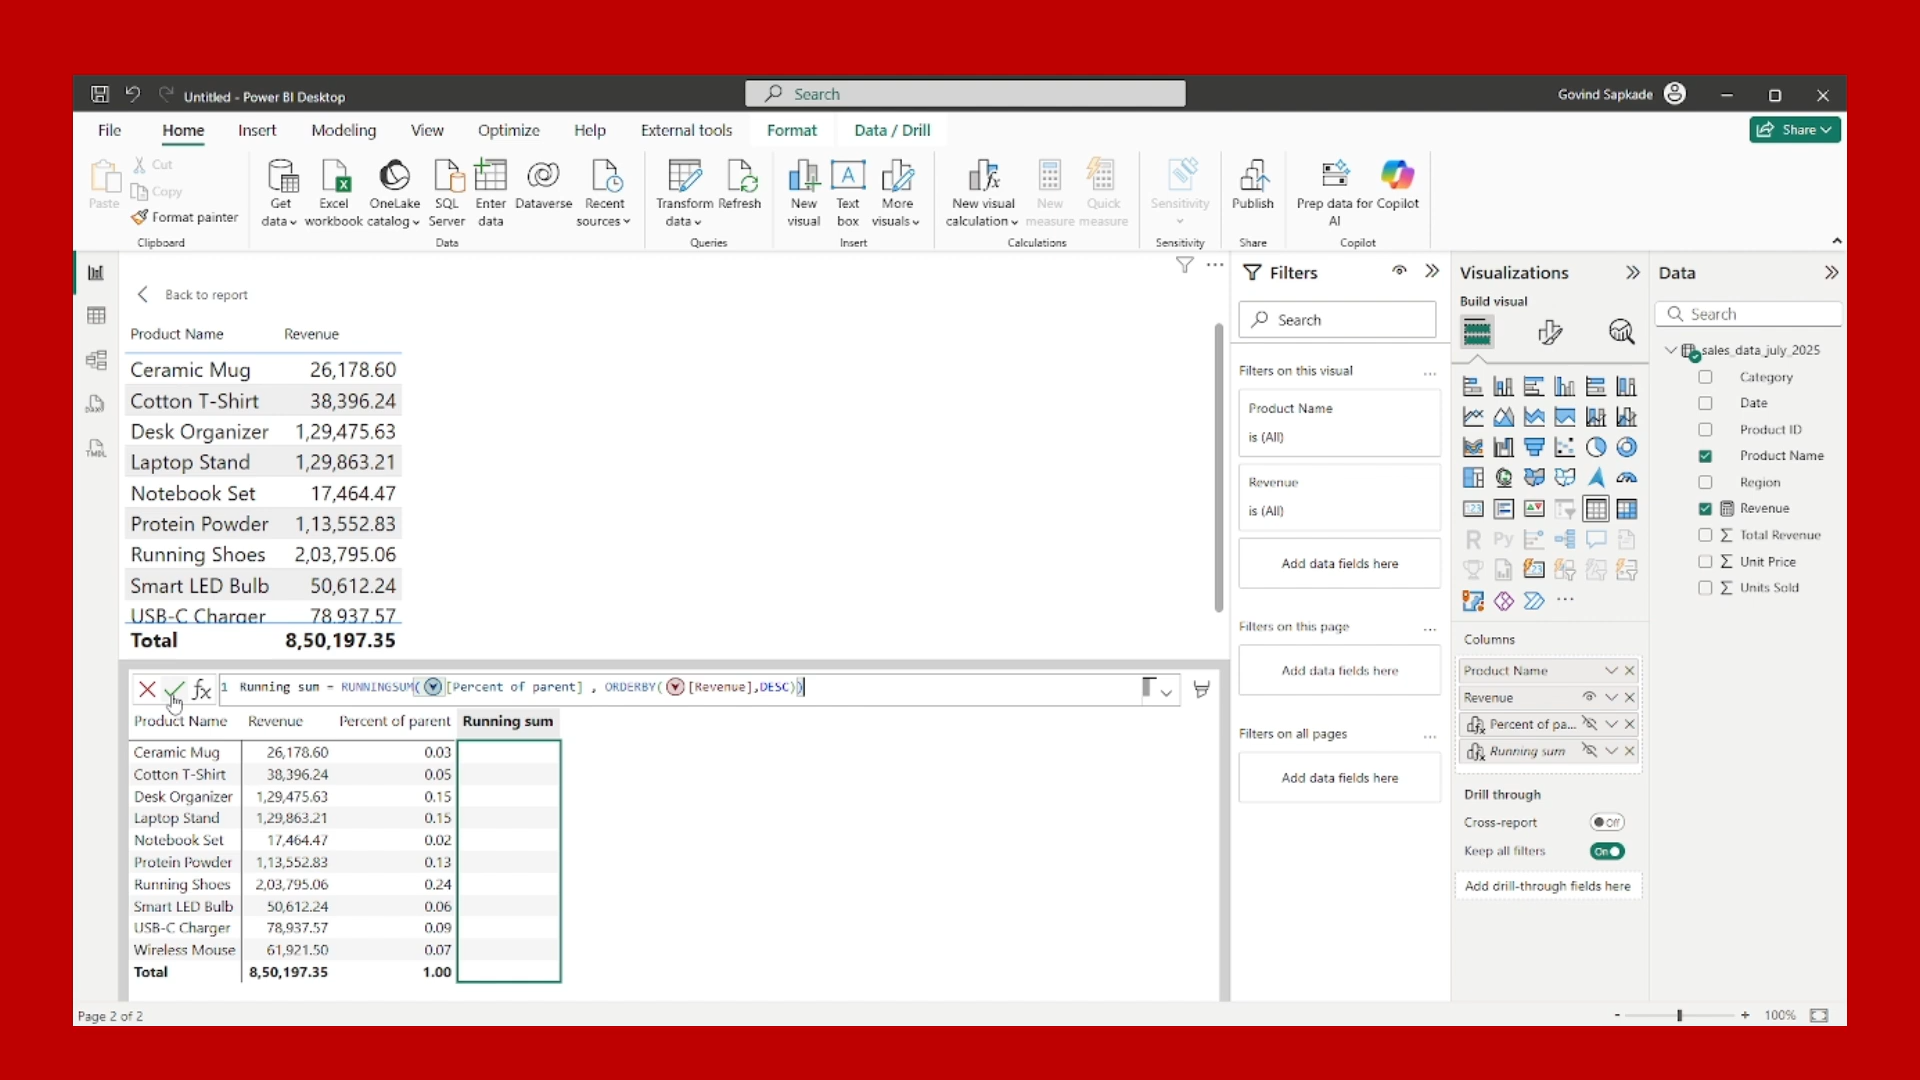 Untitled - Power BI Desktop
Search
Govind Sapkade
File
Home
Insert
Modeling
View
Optimize
Help
External tools
Format
Data / Drill
Share
Paste
Cut
Copy
Format painter
Clipboard
Get data
Excel workbook
OneLake catalog
SQL Server
Enter data
Dataverse
Recent sources
Data
Transform data
Refresh
Queries
New visual
Text box
More visuals
Insert
New visual calculation
New measure
Quick measure
Calculations
Sensitivity
Sensitivity
Publish
Share
Prep data for AI
Copilot
Copilot
Back to report
Product Name Revenue
Ceramic Mug 26,178.60
Cotton T-Shirt 38,396.24
Desk Organizer 1,29,475.63
Laptop Stand 1,29,863.21
Notebook Set 17,464.47
Protein Powder 1,13,552.83
Running Shoes 2,03,795.06
Smart LED Bulb 50,612.24
USB-C Charger 78,937.57
Total 8,50,197.35
1 Running sum = RUNNINGSUM([Percent of parent] , ORDERBY([Revenue],DESC))
Product Name Revenue Percent of parent Running sum
Ceramic Mug 26,178.60 0.03
Cotton T-Shirt 38,396.24 0.05
Desk Organizer 1,29,475.63 0.15
Laptop Stand 1,29,863.21 0.15
Notebook Set 17,464.47 0.02
Protein Powder 1,13,552.83 0.13
Running Shoes 2,03,795.06 0.24
Smart LED Bulb 50,612.24 0.06
USB-C Charger 78,937.57 0.09
Wireless Mouse 61,921.50 0.07
Total 8,50,197.35 1.00
Page 2 of 2
Filters
Search
Filters on this visual
Product Name
is (All)
Revenue
is (All)
Add data fields here
Filters on this page
Add data fields here
Filters on all pages
Add data fields here
Visualizations
Build visual
Columns
Product Name
Revenue
Percent of pa...
Running sum
Drill through
Cross-report Off
Keep all filters On
Add drill-through fields here
Data
Search
sales_data_july_2025
Category
Date
Product ID
Product Name
Region
Revenue
Total Revenue
Unit Price
Units Sold
- + 100%
DAX
TMDL